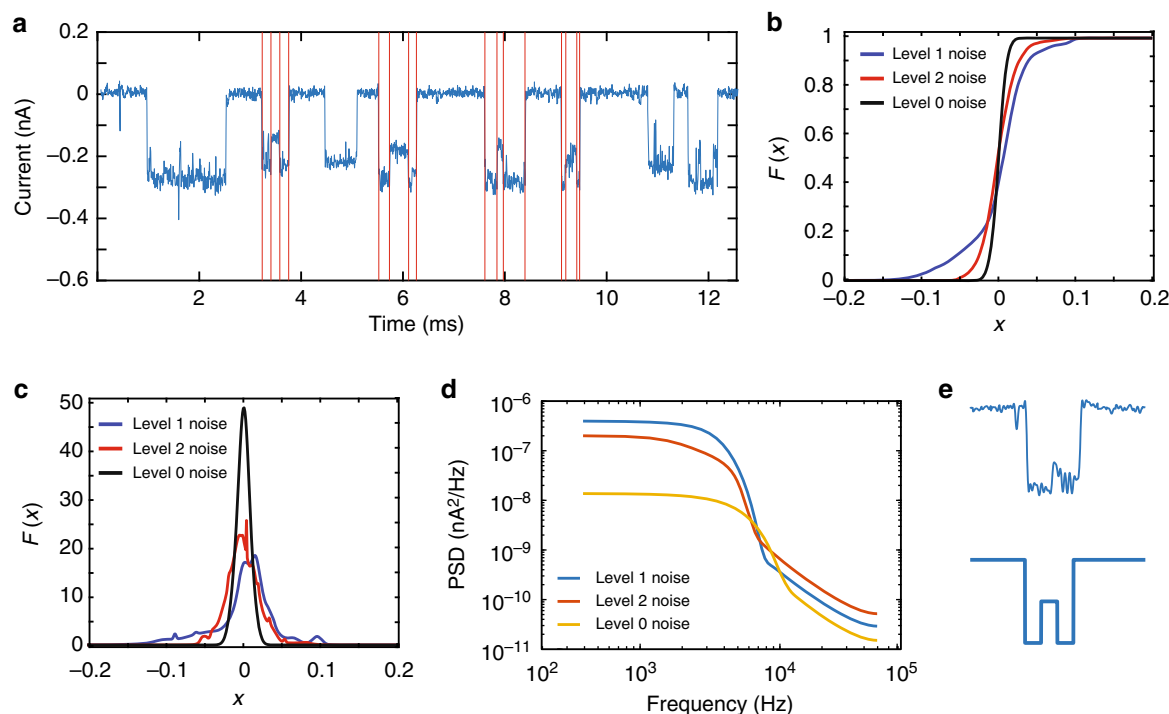 a
0.2
0
−0.2
−0.4
−0.6
Current (nA)
2
4
6
8
10
12
Time (ms)
b
1
0.8
0.6
0.4
0.2
0
F (x)
Level 1 noise
Level 2 noise
Level 0 noise
−0.2
−0.1
0
0.1
0.2
x
c
50
40
30
20
10
0
F (x)
Level 1 noise
Level 2 noise
Level 0 noise
−0.2
−0.1
0
0.1
0.2
x
d
10−6
10−7
10−8
10−9
10−10
10−11
PSD (nA2/Hz)
Level 1 noise
Level 2 noise
Level 0 noise
102
103
104
105
Frequency (Hz)
e